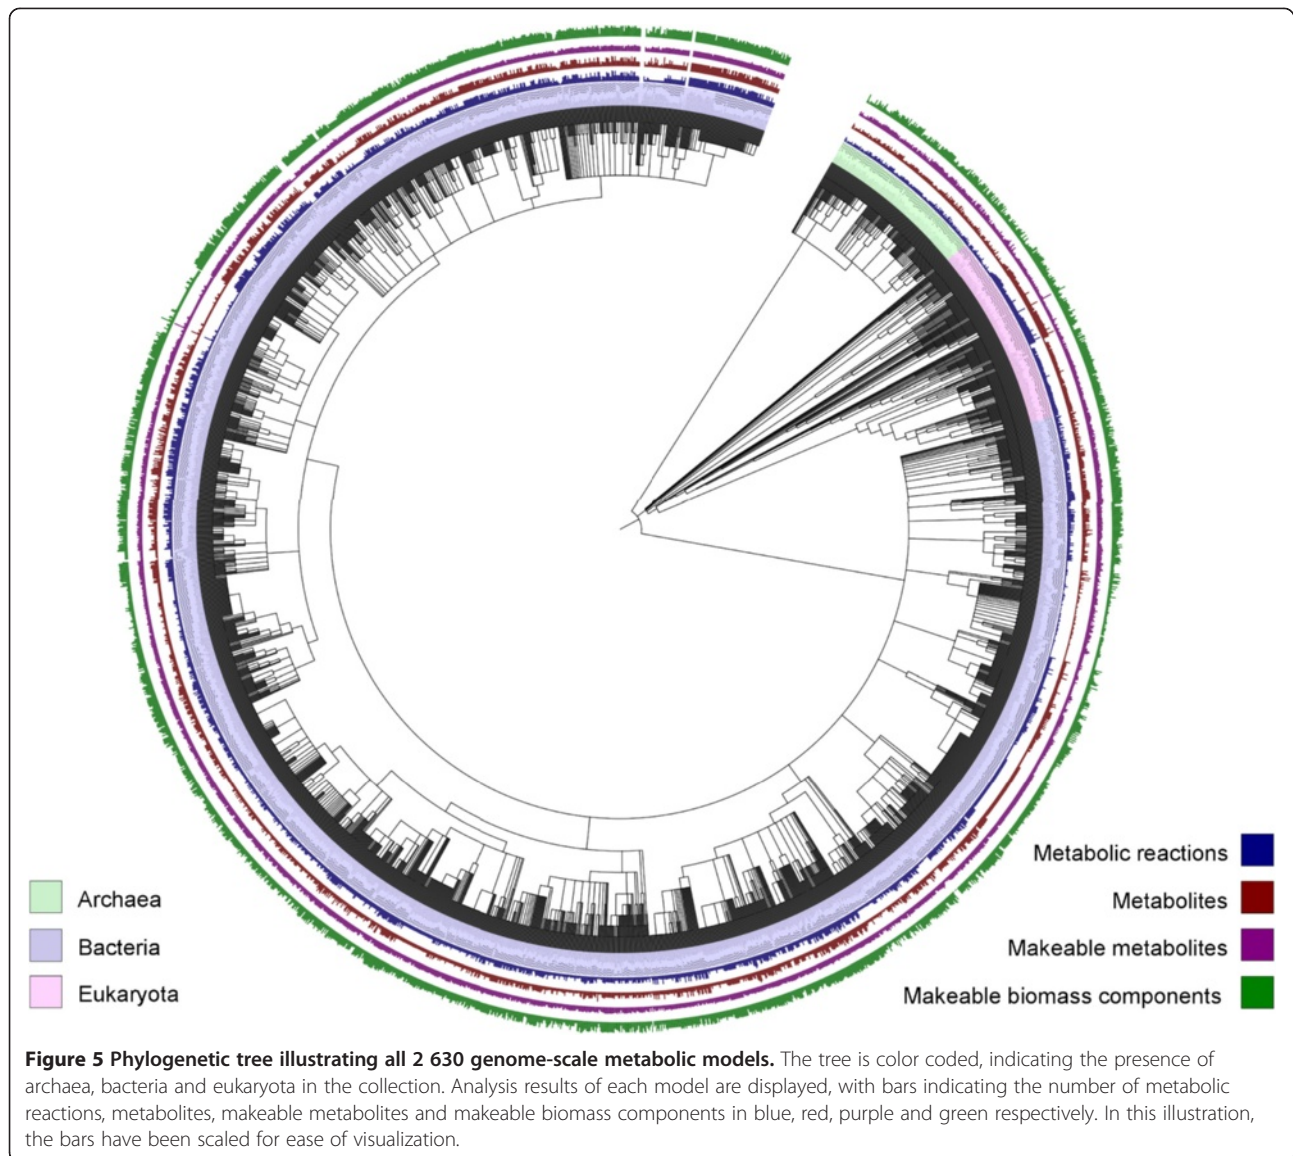 Archaea
Bacteria
Eukaryota
Metabolic reactions
Metabolites
Makeable metabolites
Makeable biomass components
Figure 5 Phylogenetic tree illustrating all 2 630 genome-scale metabolic models. The tree is color coded, indicating the presence of
archaea, bacteria and eukaryota in the collection. Analysis results of each model are displayed, with bars indicating the number of metabolic
reactions, metabolites, makeable metabolites and makeable biomass components in blue, red, purple and green respectively. In this illustration,
the bars have been scaled for ease of visualization.